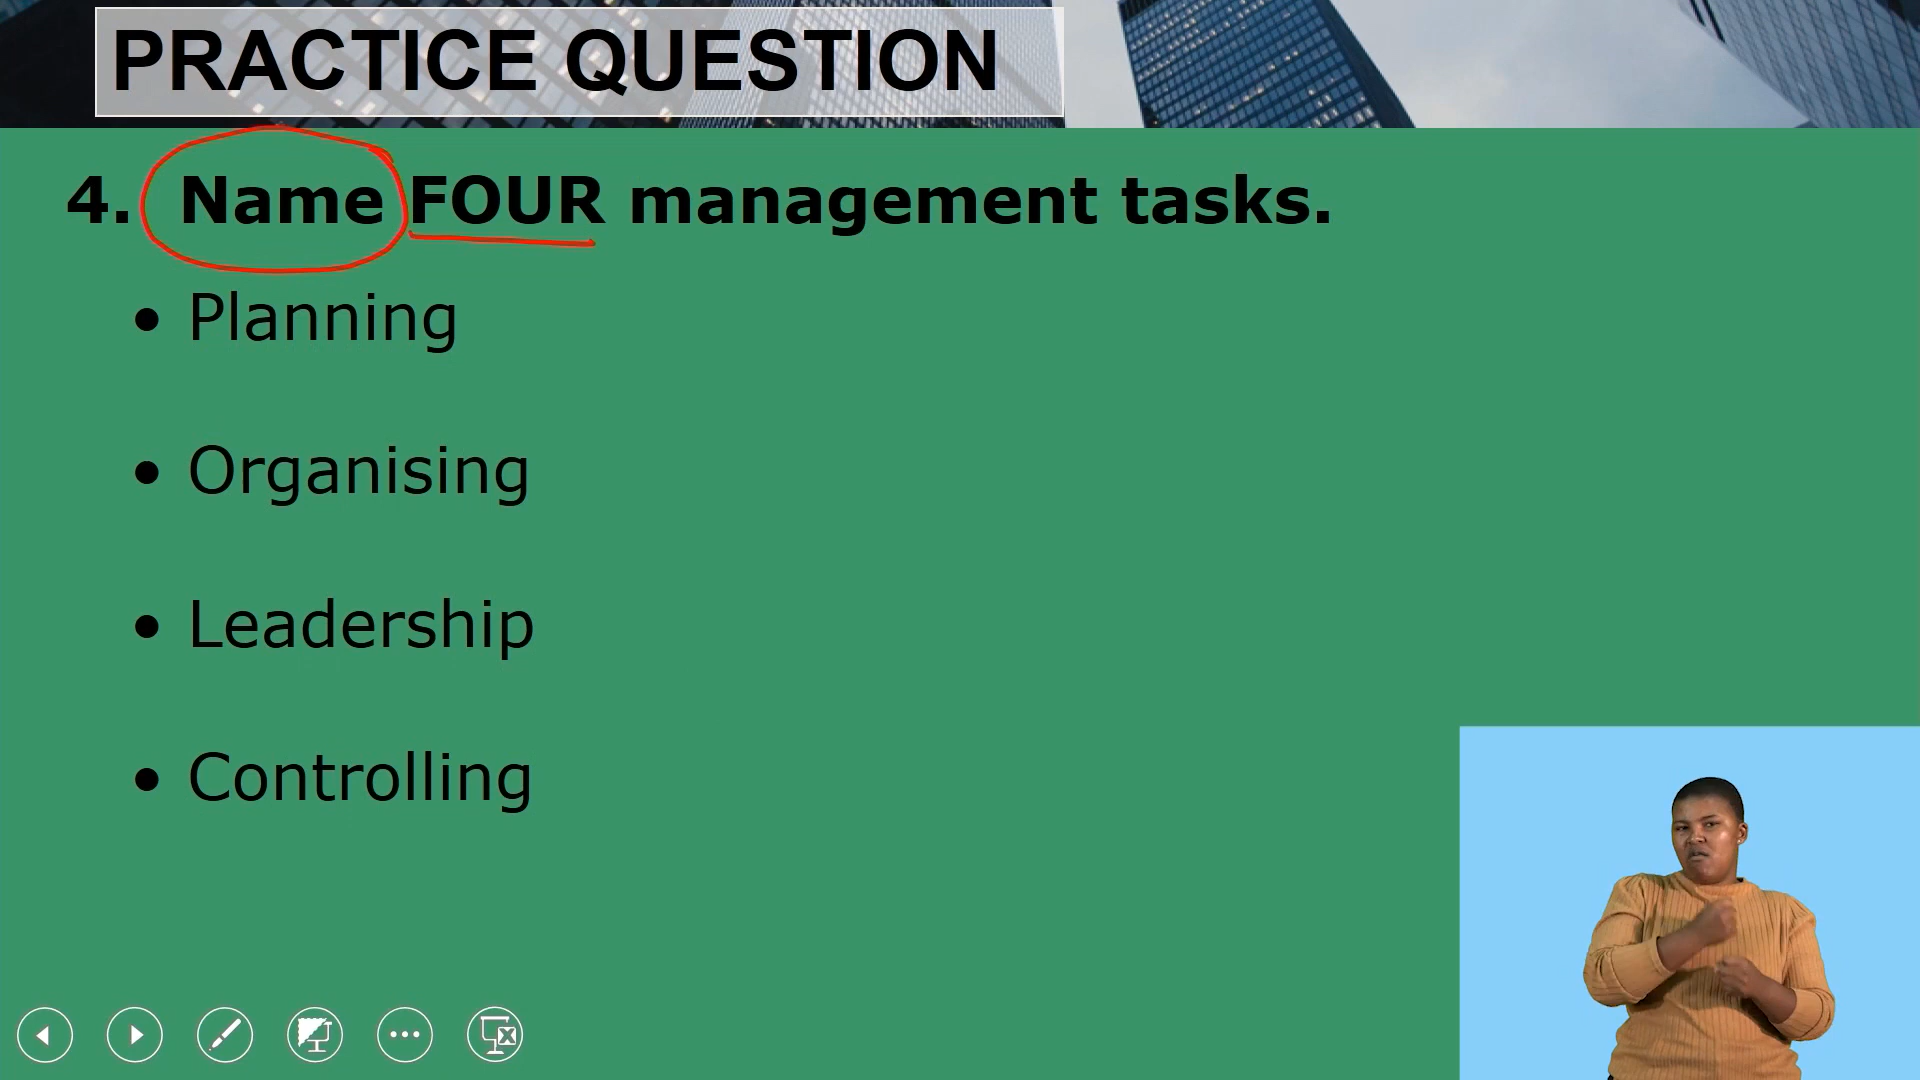 PRACTICE QUESTION
4. Name FOUR management tasks.
• Planning
• Organising
• Leadership
• Controlling